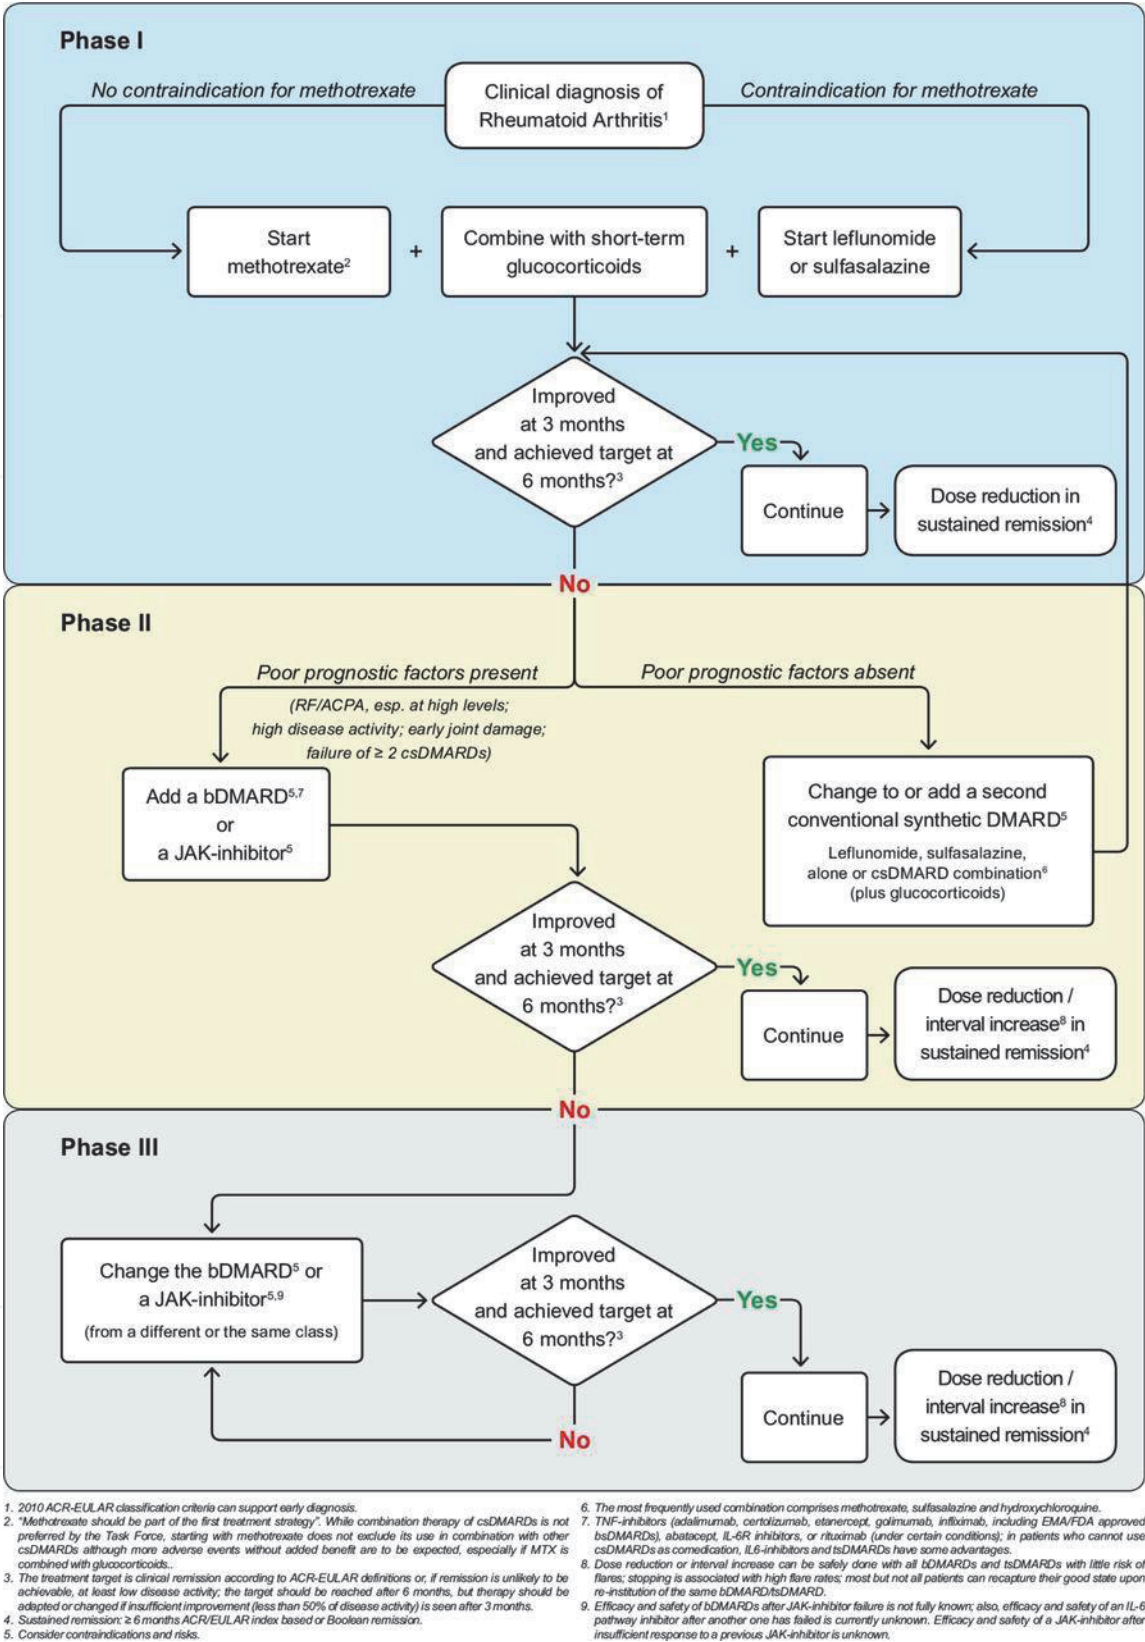 Phase I
No contraindication for methotrexate
Clinical diagnosis of
Rheumatoid Arthritis¹
Contraindication for methotrexate
Start
methotrexate²
+
Combine with short-term
glucocorticoids
+
Start leflunomide
or sulfasalazine
Improved
at 3 months
and achieved target at
6 months?³
Yes
Continue
Dose reduction in
sustained remission⁴
No
Phase II
Poor prognostic factors present
(RF/ACPA, esp. at high levels;
high disease activity; early joint damage;
failure of ≥ 2 csDMARDs)
Poor prognostic factors absent
Add a bDMARD⁵,⁷
or
a JAK-inhibitor⁵
Change to or add a second
conventional synthetic DMARD⁵
Leflunomide, sulfasalazine,
alone or csDMARD combination⁶
(plus glucocorticoids)
Improved
at 3 months
and achieved target at
6 months?³
Yes
Continue
Dose reduction /
interval increase⁸ in
sustained remission⁴
No
Phase III
Change the bDMARD⁵ or
a JAK-inhibitor⁵,⁹
(from a different or the same class)
Improved
at 3 months
and achieved target at
6 months?³
Yes
Continue
Dose reduction /
interval increase⁸ in
sustained remission⁴
No
1. 2010 ACR-EULAR classification criteria can support early diagnosis.
2. "Methotrexate should be part of the first treatment strategy". While combination therapy of csDMARDs is not
preferred by the Task Force, starting with methotrexate does not exclude its use in combination with other
csDMARDs although more adverse events without added benefit are to be expected, especially if MTX is
combined with glucocorticoids..
3. The treatment target is clinical remission according to ACR-EULAR definitions or, if remission is unlikely to be
achievable, at least low disease activity; the target should be reached after 6 months, but therapy should be
adapted or changed if insufficient improvement (less than 50% of disease activity) is seen after 3 months.
4. Sustained remission: ≥ 6 months ACR/EULAR index based or Boolean remission.
5. Consider contraindications and risks.
6. The most frequently used combination comprises methotrexate, sulfasalazine and hydroxychloroquine.
7. TNF-inhibitors (adalimumab, certolizumab, etanercept, golimumab, infliximab, including EMA/FDA approved
bsDMARDs), abatacept, IL-6R inhibitors, or rituximab (under certain conditions); in patients who cannot use
csDMARDs as comedication, IL6-inhibitors and tsDMARDs have some advantages.
8. Dose reduction or interval increase can be safely done with all bDMARDs and tsDMARDs with little risk of
flares; stopping is associated with high flare rates; most but not all patients can recapture their good state upon
re-institution of the same bDMARD/tsDMARD.
9. Efficacy and safety of bDMARDs after JAK-inhibitor failure is not fully known; also, efficacy and safety of an IL-6
pathway inhibitor after another one has failed is currently unknown. Efficacy and safety of a JAK-inhibitor after
insufficient response to a previous JAK-inhibitor is unknown.